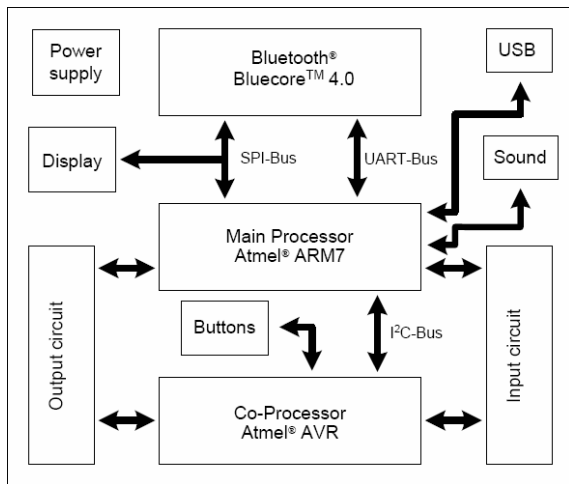 Power
supply
Bluetooth®
Bluecore™ 4.0
USB
Display
SPI-Bus
UART-Bus
Sound
Main Processor
Atmel® ARM7
Output circuit
Buttons
I²C-Bus
Input circuit
Co-Processor
Atmel® AVR